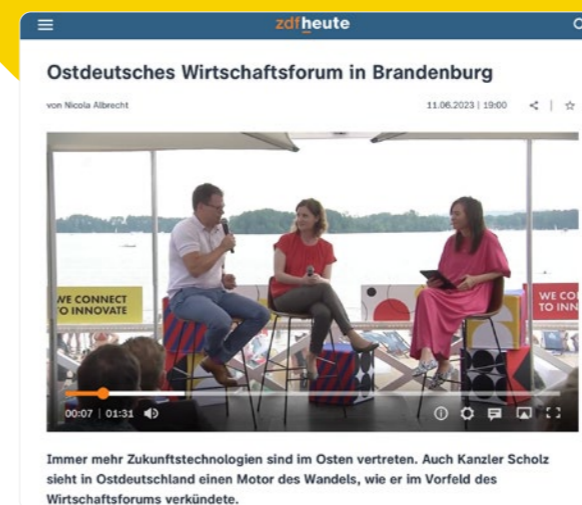 zdfheute
Ostdeutsches Wirtschaftsforum in Brandenburg
von Nicola Albrecht
11.06.2023 | 19:00
WE CONNECT
TO INNOVATE
WE CO
TO INN
00:07 | 01:31
Immer mehr Zukunftstechnologien sind im Osten vertreten. Auch Kanzler Scholz
sieht in Ostdeutschland einen Motor des Wandels, wie er im Vorfeld des
Wirtschaftsforums verkündete.